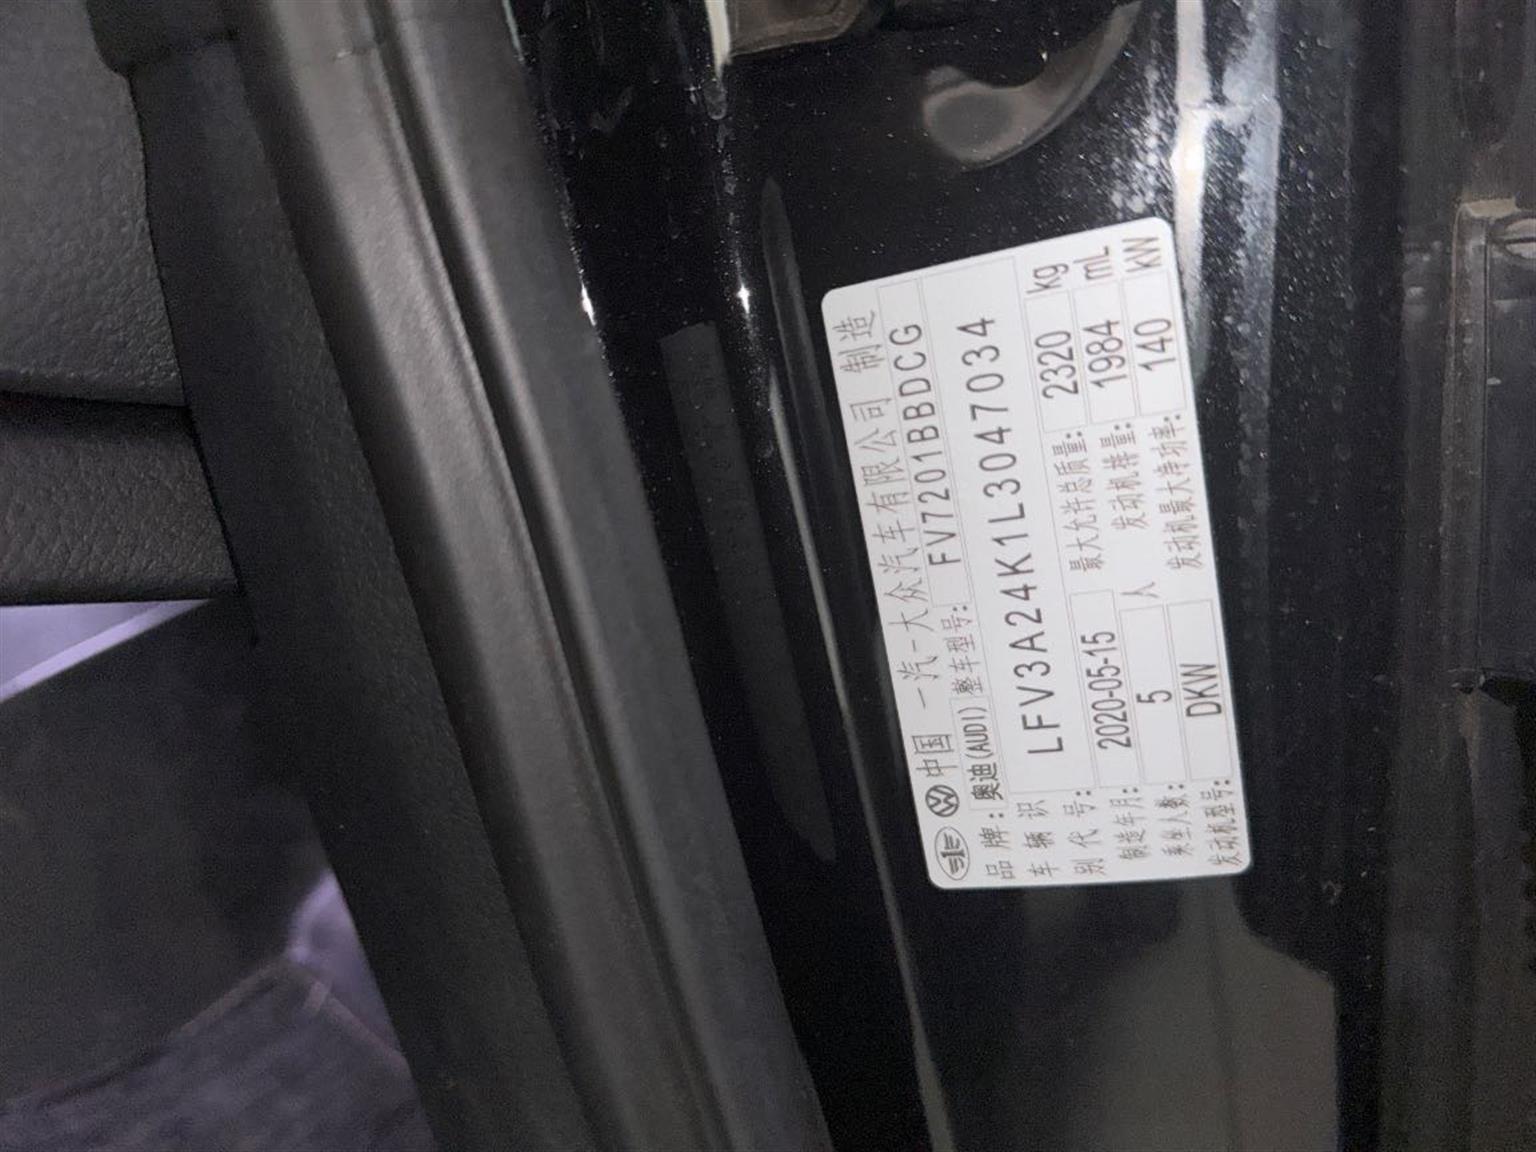 中国 一汽-大众汽车有限公司 制造
品牌: 奥迪(AUDI) 整车型号: FV7201BBDCG
车辆识别代号: LFV3A24K1L3047034
制造年月: 2020-05-15 最大允许总质量: 2320 kg
乘坐人数: 5 人 发动机排量: 1984 mL
发动机型号: DKW 发动机最大净功率: 140 KW